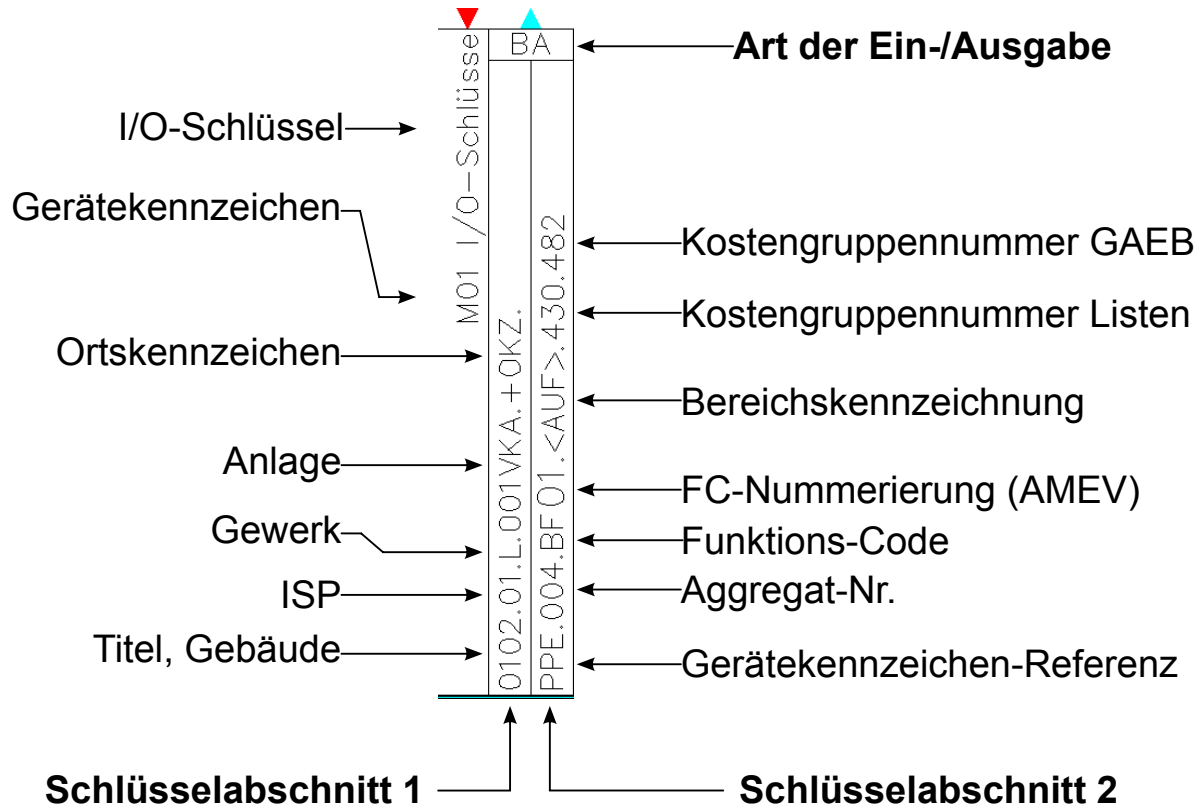 BA
Art der Ein-/Ausgabe
I/O-Schlüssel
Gerätekennzeichen
Ortskennzeichen
Anlage
Gewerk
ISP
Titel, Gebäude
M01 I/O-Schlüsse
0102.01.L.001VKA.+OKZ.
PPE.004.BF01.<AUF>.430.482
Kostengruppennummer GAEB
Kostengruppennummer Listen
Bereichskennzeichnung
FC-Nummerierung (AMEV)
Funktions-Code
Aggregat-Nr.
Gerätekennzeichen-Referenz
Schlüsselabschnitt 1
Schlüsselabschnitt 2